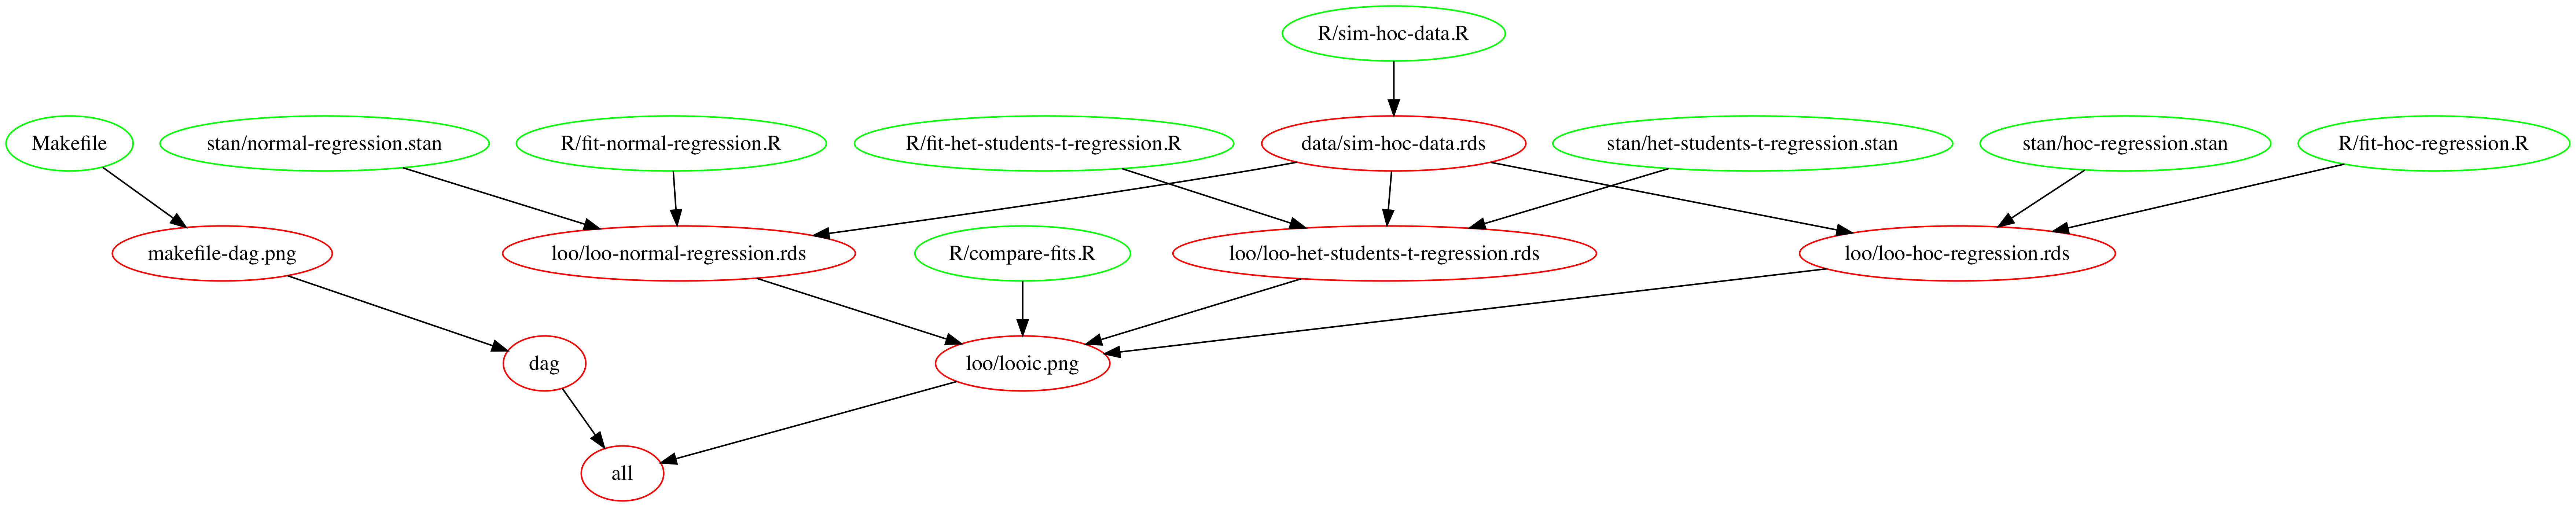 R/sim-hoc-data.R
Makefile
stan/normal-regression.stan
R/fit-normal-regression.R
R/fit-het-students-t-regression.R
data/sim-hoc-data.rds
stan/het-students-t-regression.stan
stan/hoc-regression.stan
R/fit-hoc-regression.R
makefile-dag.png
loo/loo-normal-regression.rds
R/compare-fits.R
loo/loo-het-students-t-regression.rds
loo/loo-hoc-regression.rds
dag
loo/looic.png
all